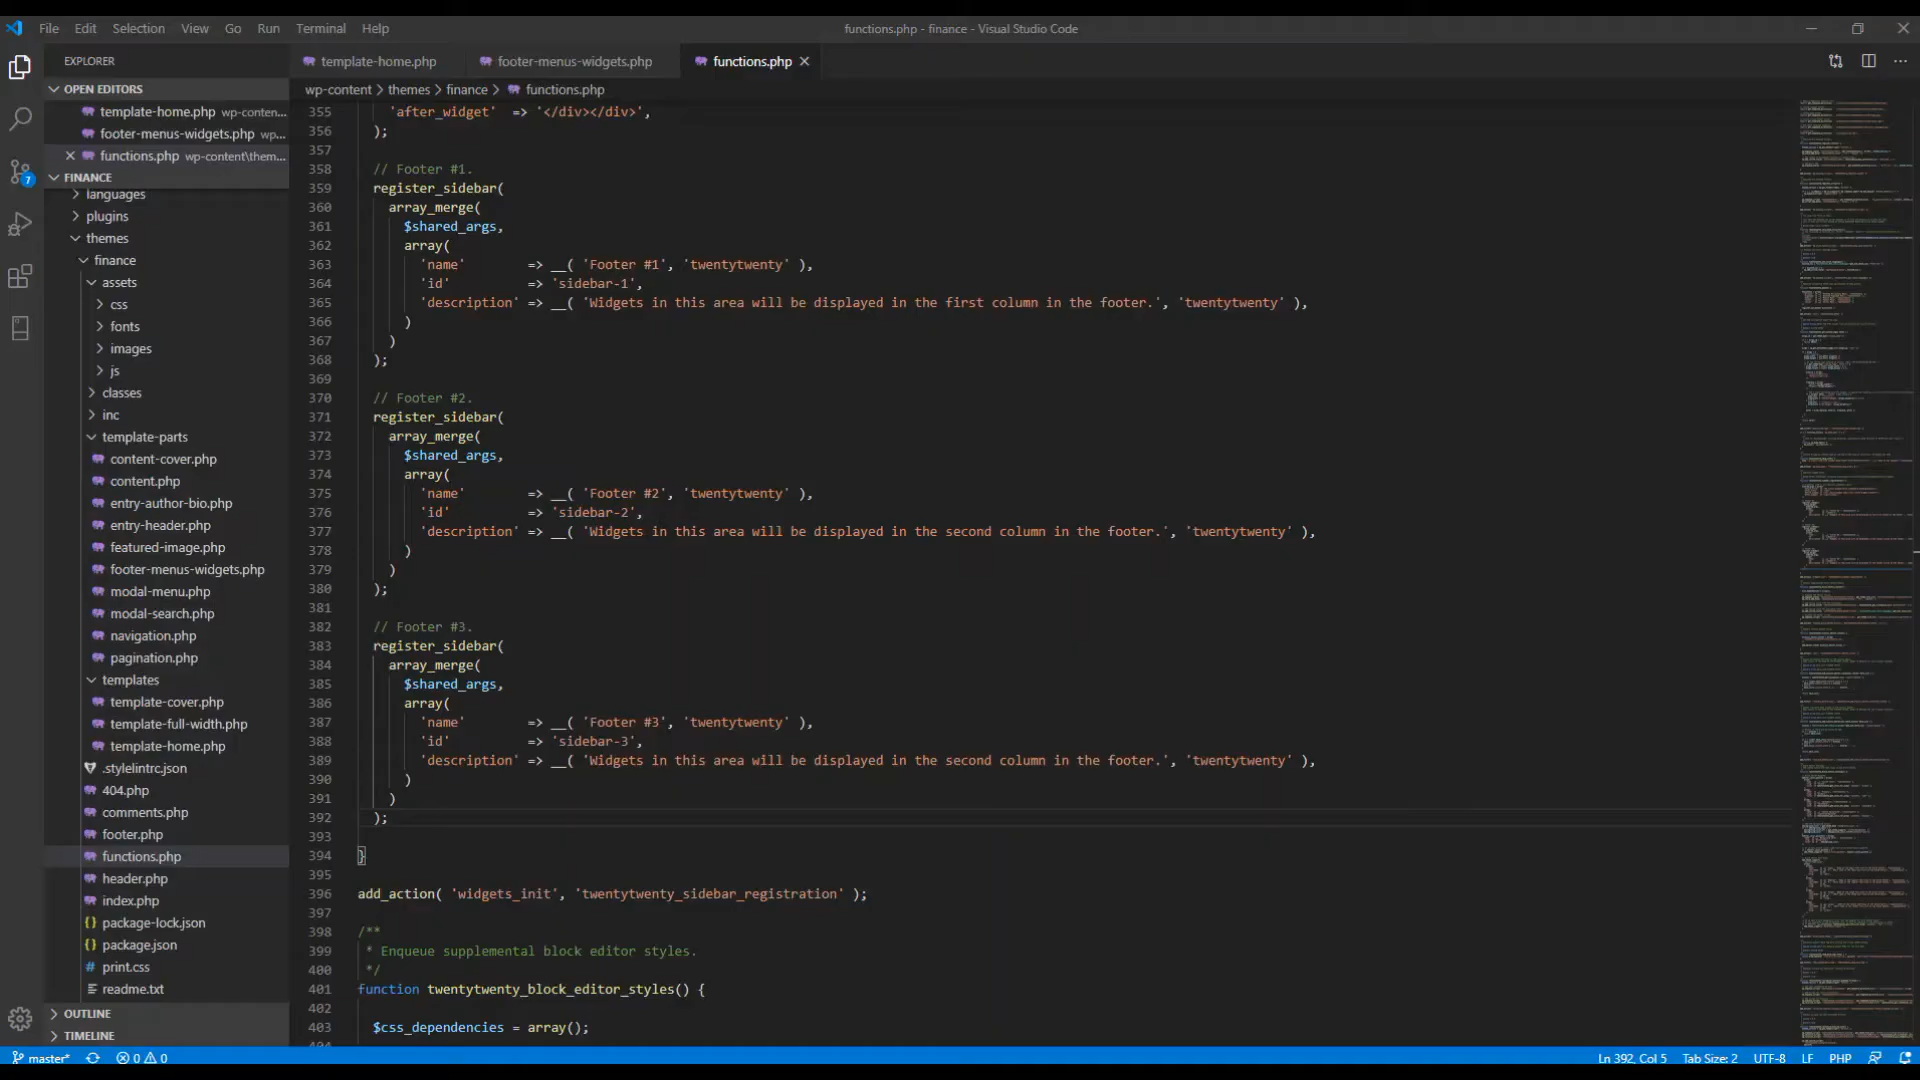 File Edit Selection View Go Run Terminal Help
functions.php - finance - Visual Studio Code
EXPLORER
OPEN EDITORS
template-home.php wp-conten...
footer-menus-widgets.php wp...
functions.php wp-content\them...
FINANCE
languages
plugins
themes
finance
assets
css
fonts
images
js
classes
inc
template-parts
content-cover.php
content.php
entry-author-bio.php
entry-header.php
featured-image.php
footer-menus-widgets.php
modal-menu.php
modal-search.php
navigation.php
pagination.php
templates
template-cover.php
template-full-width.php
template-home.php
.stylelintrc.json
404.php
comments.php
footer.php
functions.php
header.php
index.php
package-lock.json
package.json
print.css
readme.txt
OUTLINE
TIMELINE
7
template-home.php footer-menus-widgets.php functions.php
wp-content > themes > finance > functions.php
355 'after_widget' => '</div></div>',
356 );
357
358 // Footer #1.
359 register_sidebar(
360 array_merge(
361 $shared_args,
362 array(
363 'name' => __( 'Footer #1', 'twentytwenty' ),
364 'id' => 'sidebar-1',
365 'description' => __( 'Widgets in this area will be displayed in the first column in the footer.', 'twentytwenty' ),
366 )
367 )
368 );
369
370 // Footer #2.
371 register_sidebar(
372 array_merge(
373 $shared_args,
374 array(
375 'name' => __( 'Footer #2', 'twentytwenty' ),
376 'id' => 'sidebar-2',
377 'description' => __( 'Widgets in this area will be displayed in the second column in the footer.', 'twentytwenty' ),
378 )
379 )
380 );
381
382 // Footer #3.
383 register_sidebar(
384 array_merge(
385 $shared_args,
386 array(
387 'name' => __( 'Footer #3', 'twentytwenty' ),
388 'id' => 'sidebar-3',
389 'description' => __( 'Widgets in this area will be displayed in the second column in the footer.', 'twentytwenty' ),
390 )
391 )
392 );
393
394 }
395
396 add_action( 'widgets_init', 'twentytwenty_sidebar_registration' );
397
398 /**
399 * Enqueue supplemental block editor styles.
400 */
401 function twentytwenty_block_editor_styles() {
402
403 $css_dependencies = array();
master* 0 0
Ln 392, Col 5 Tab Size: 2 UTF-8 LF PHP